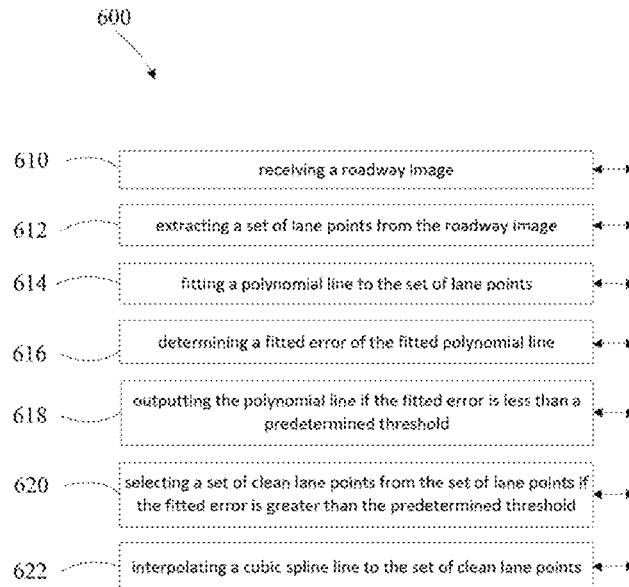 600
610
receiving a roadway image
612
extracting a set of lane points from the roadway image
614
fitting a polynomial line to the set of lane points
616
determining a fitted error of the fitted polynomial line
618
outputting the polynomial line if the fitted error is less than a
predetermined threshold
620
selecting a set of clean lane points from the set of lane points if
the fitted error is greater than the predetermined threshold
622
interpolating a cubic spline line to the set of clean lane points